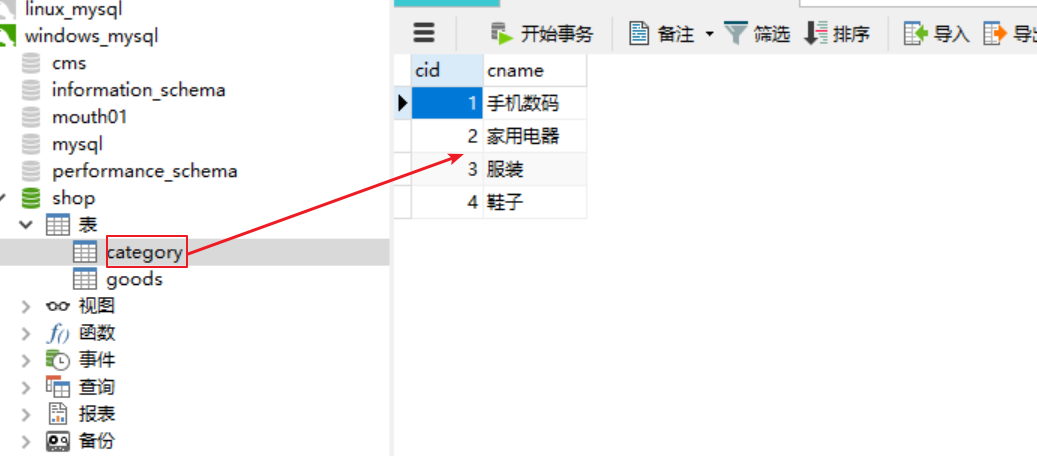 linux_mysql
windows_mysql
cms
information_schema
mouth01
mysql
performance_schema
shop
表
category
goods
视图
函数
事件
查询
报表
备份
开始事务 备注 筛选 排序 导入 导出
cid cname
1 手机数码
2 家用电器
3 服装
4 鞋子